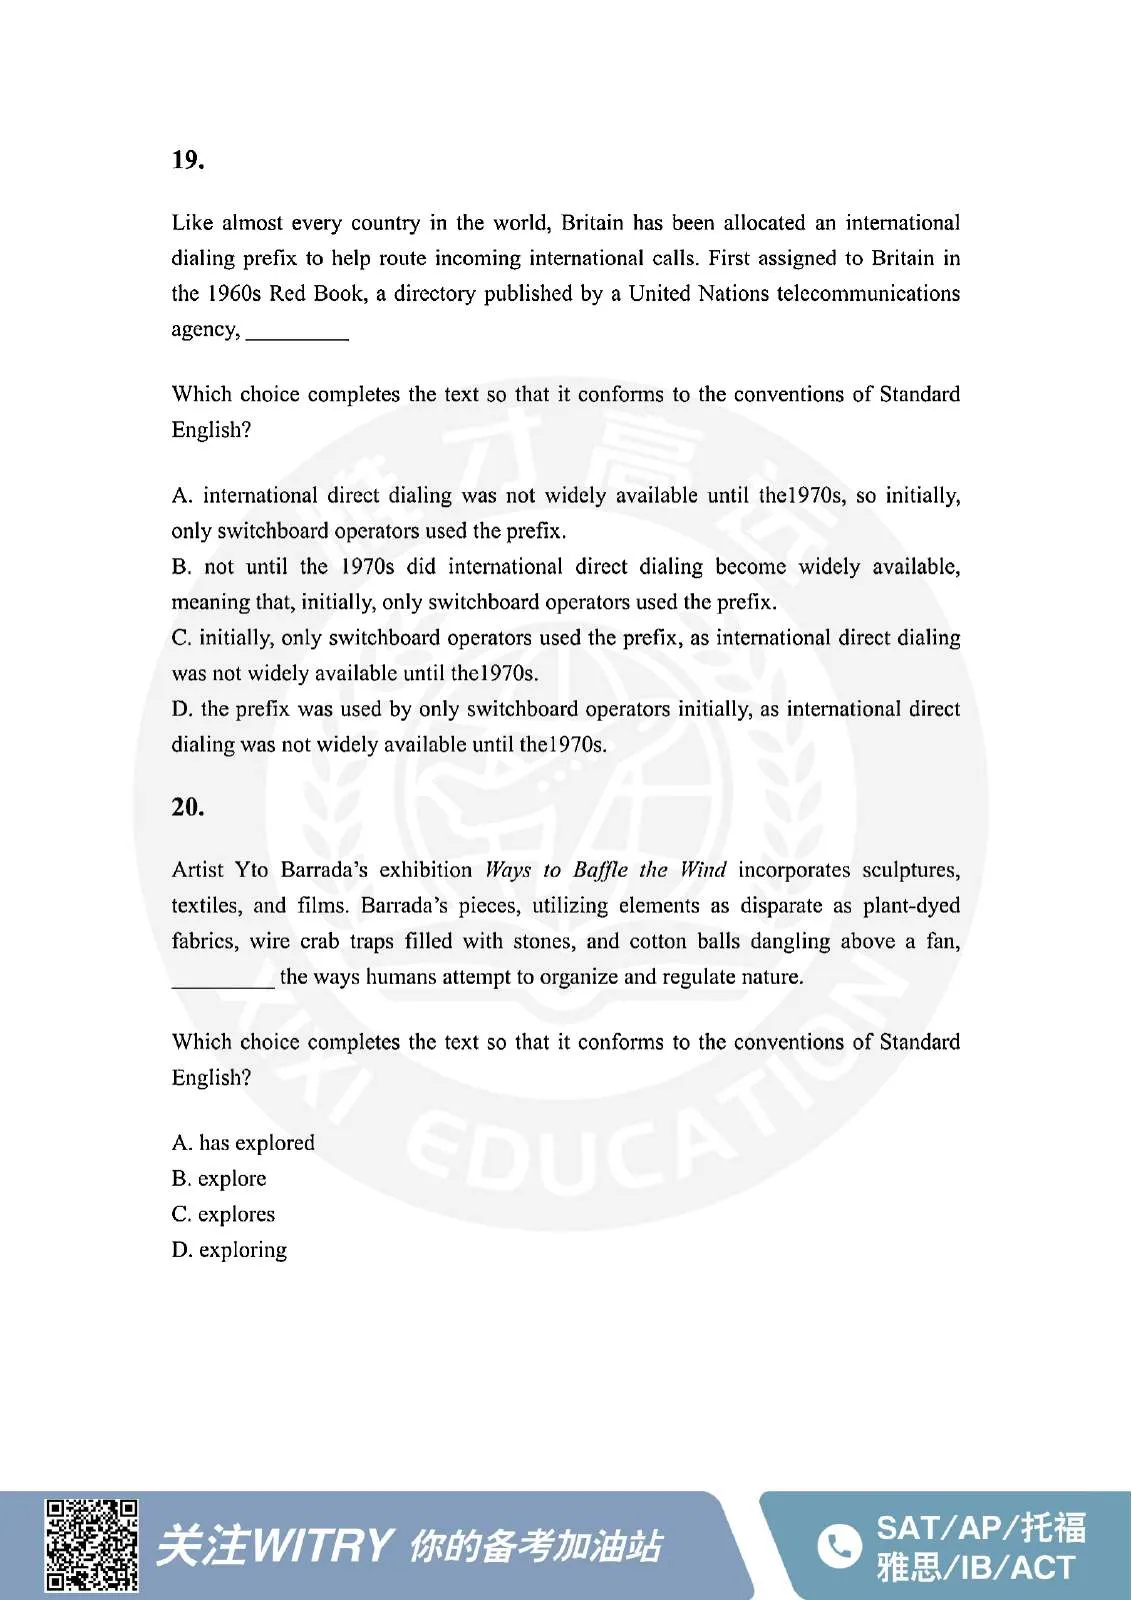 19.
Like almost every country in the world, Britain has been allocated an international
dialing prefix to help route incoming international calls. First assigned to Britain in
the 1960s Red Book, a directory published by a United Nations telecommunications
agency, __________
Which choice completes the text so that it conforms to the conventions of Standard
English?
A. international direct dialing was not widely available until the1970s, so initially,
only switchboard operators used the prefix.
B. not until the 1970s did international direct dialing become widely available,
meaning that, initially, only switchboard operators used the prefix.
C. initially, only switchboard operators used the prefix, as international direct dialing
was not widely available until the1970s.
D. the prefix was used by only switchboard operators initially, as international direct
dialing was not widely available until the1970s.
20.
Artist Yto Barrada’s exhibition Ways to Baffle the Wind incorporates sculptures,
textiles, and films. Barrada’s pieces, utilizing elements as disparate as plant-dyed
fabrics, wire crab traps filled with stones, and cotton balls dangling above a fan,
__________ the ways humans attempt to organize and regulate nature.
Which choice completes the text so that it conforms to the conventions of Standard
English?
A. has explored
B. explore
C. explores
D. exploring
才高远
XIXI EDUCATION
关注WITRY 你的备考加油站
SAT/AP/托福
雅思/IB/ACT